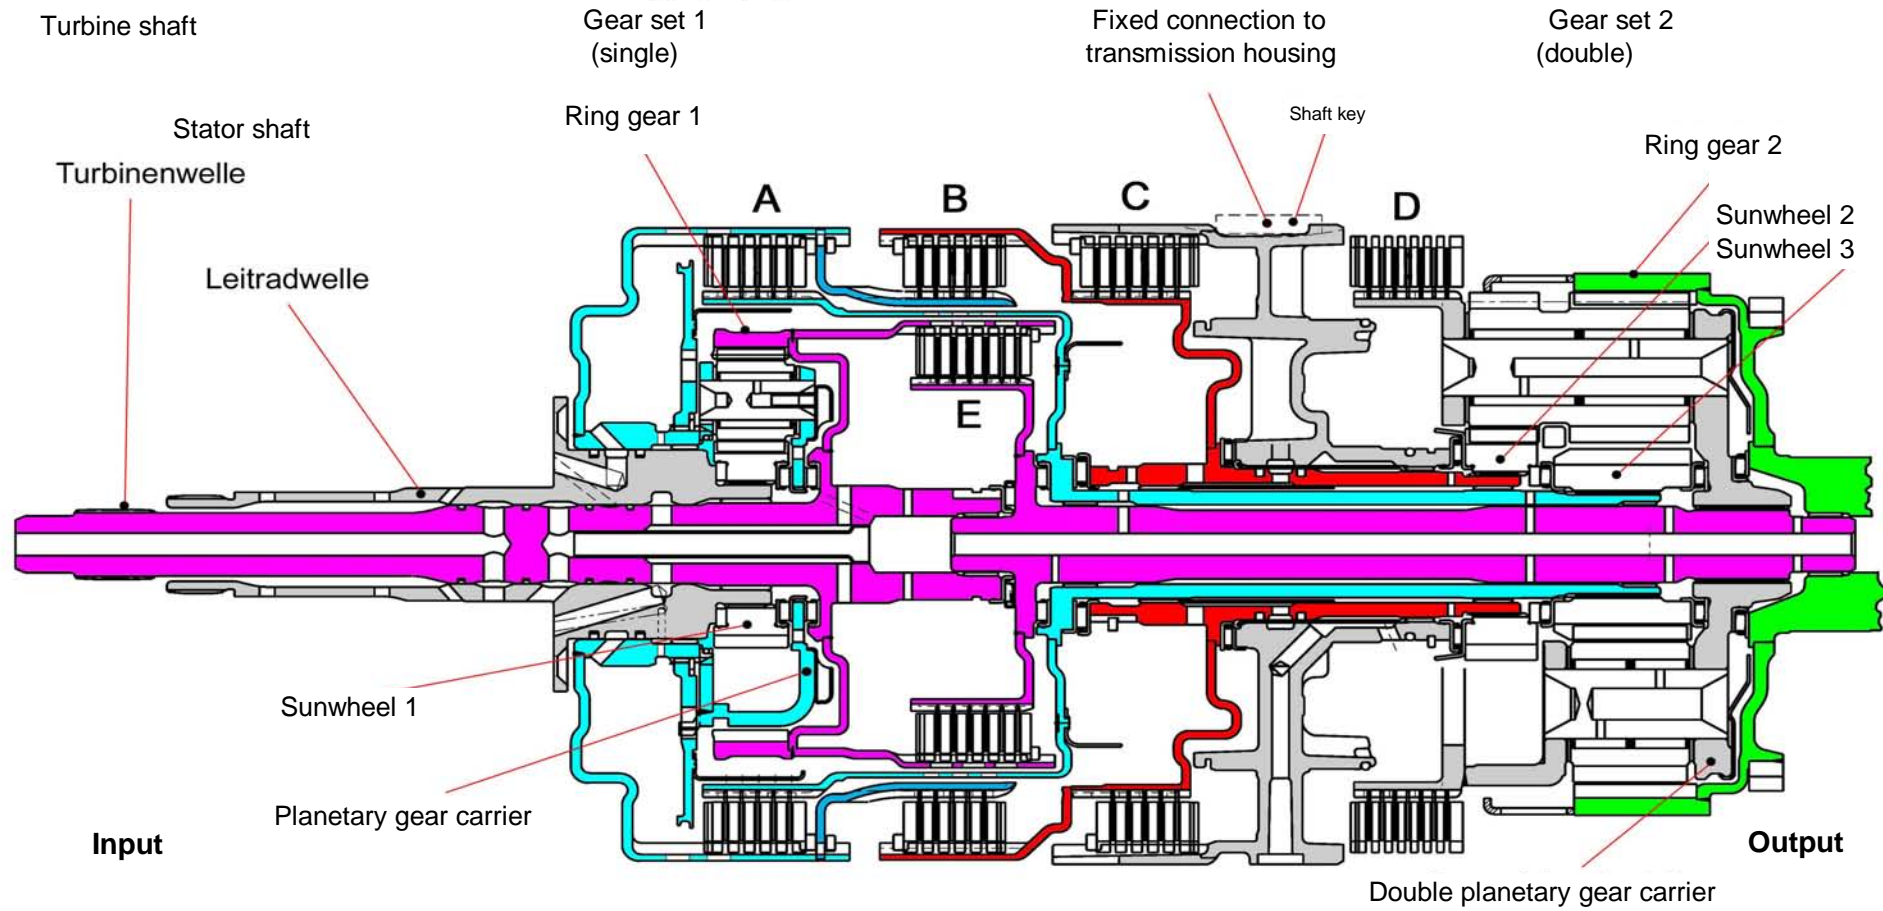 Turbine shaft
Gear set 1
(single)
Fixed connection to
transmission housing
Gear set 2
(double)
Stator shaft
Ring gear 1
Shaft key
Ring gear 2
Turbinenwelle
A
B
C
D
Sunwheel 2
Sunwheel 3
Leitradwelle
E
Sunwheel 1
Planetary gear carrier
Input
Output
Double planetary gear carrier